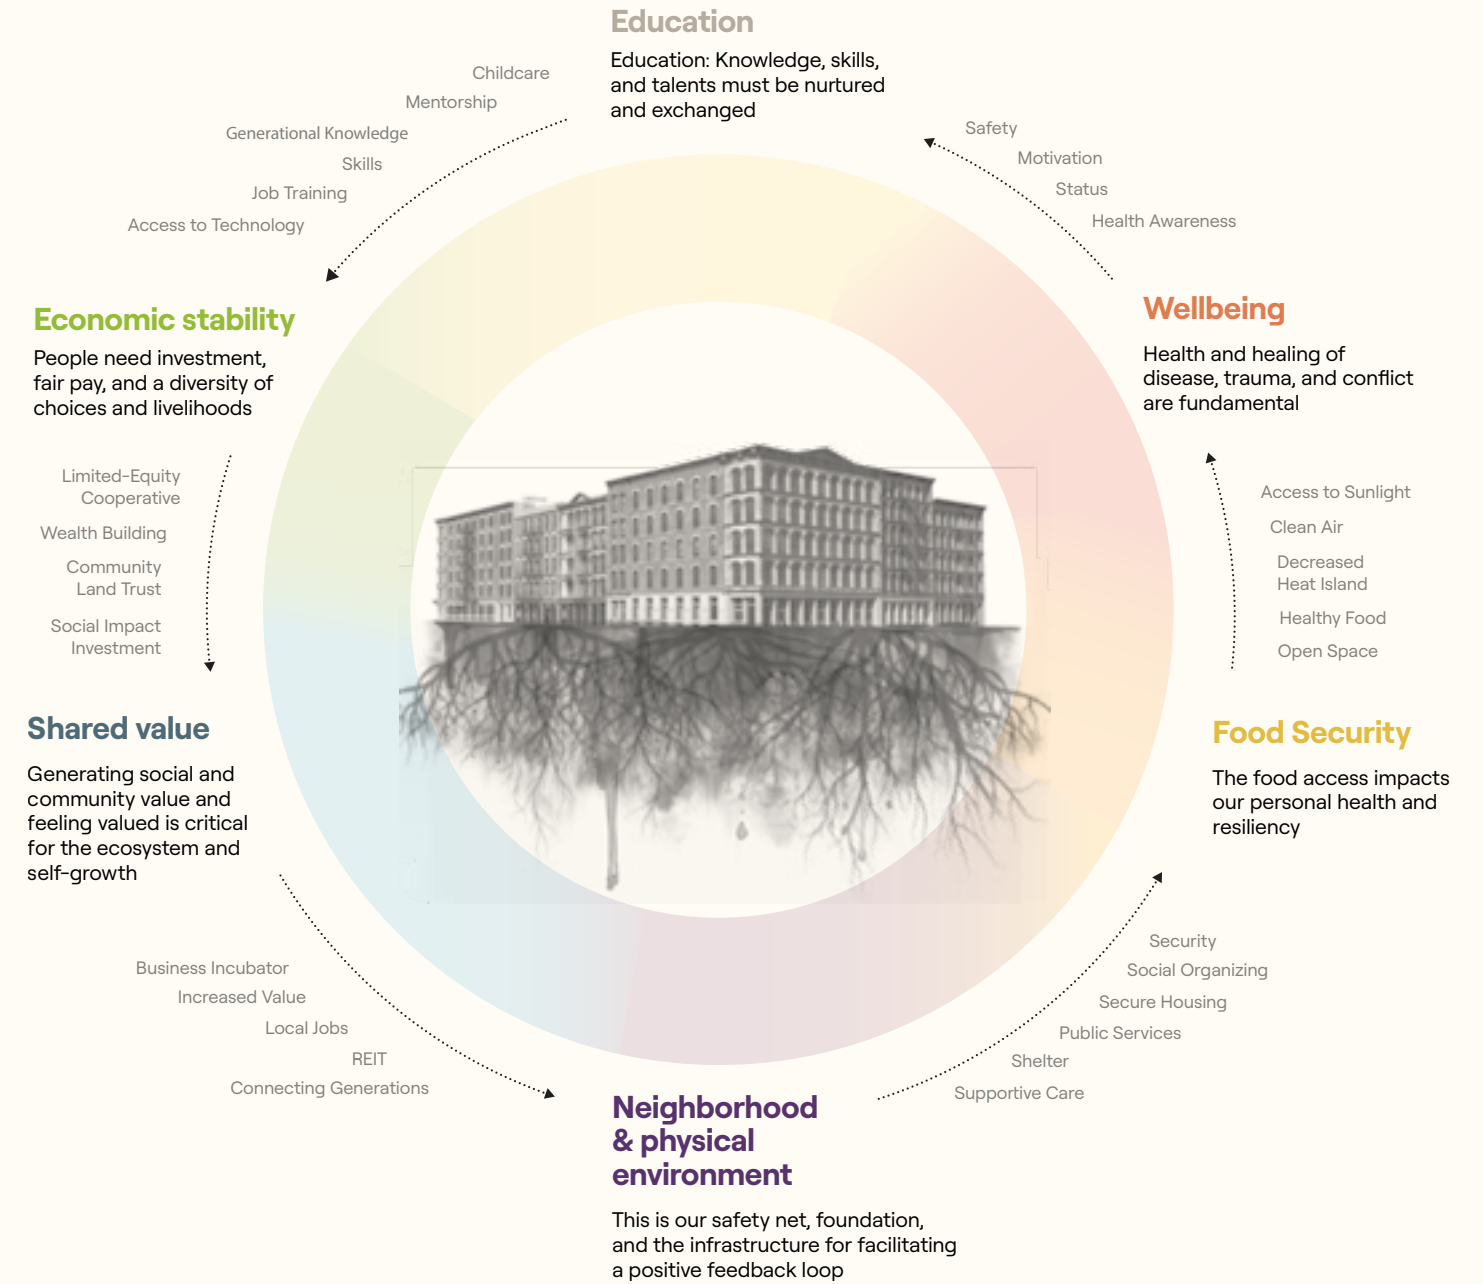 Education
Education: Knowledge, skills,
and talents must be nurtured
and exchanged
Childcare
Mentorship
Generational Knowledge
Skills
Job Training
Access to Technology
Economic stability
People need investment,
fair pay, and a diversity of
choices and livelihoods
Limited-Equity
Cooperative
Wealth Building
Community
Land Trust
Social Impact
Investment
Shared value
Generating social and
community value and
feeling valued is critical
for the ecosystem and
self-growth
Business Incubator
Increased Value
Local Jobs
REIT
Connecting Generations
Neighborhood
& physical
environment
This is our safety net, foundation,
and the infrastructure for facilitating
a positive feedback loop
Security
Social Organizing
Secure Housing
Public Services
Shelter
Supportive Care
Food Security
The food access impacts
our personal health and
resiliency
Access to Sunlight
Clean Air
Decreased
Heat Island
Healthy Food
Open Space
Wellbeing
Health and healing of
disease, trauma, and conflict
are fundamental
Safety
Motivation
Status
Health Awareness